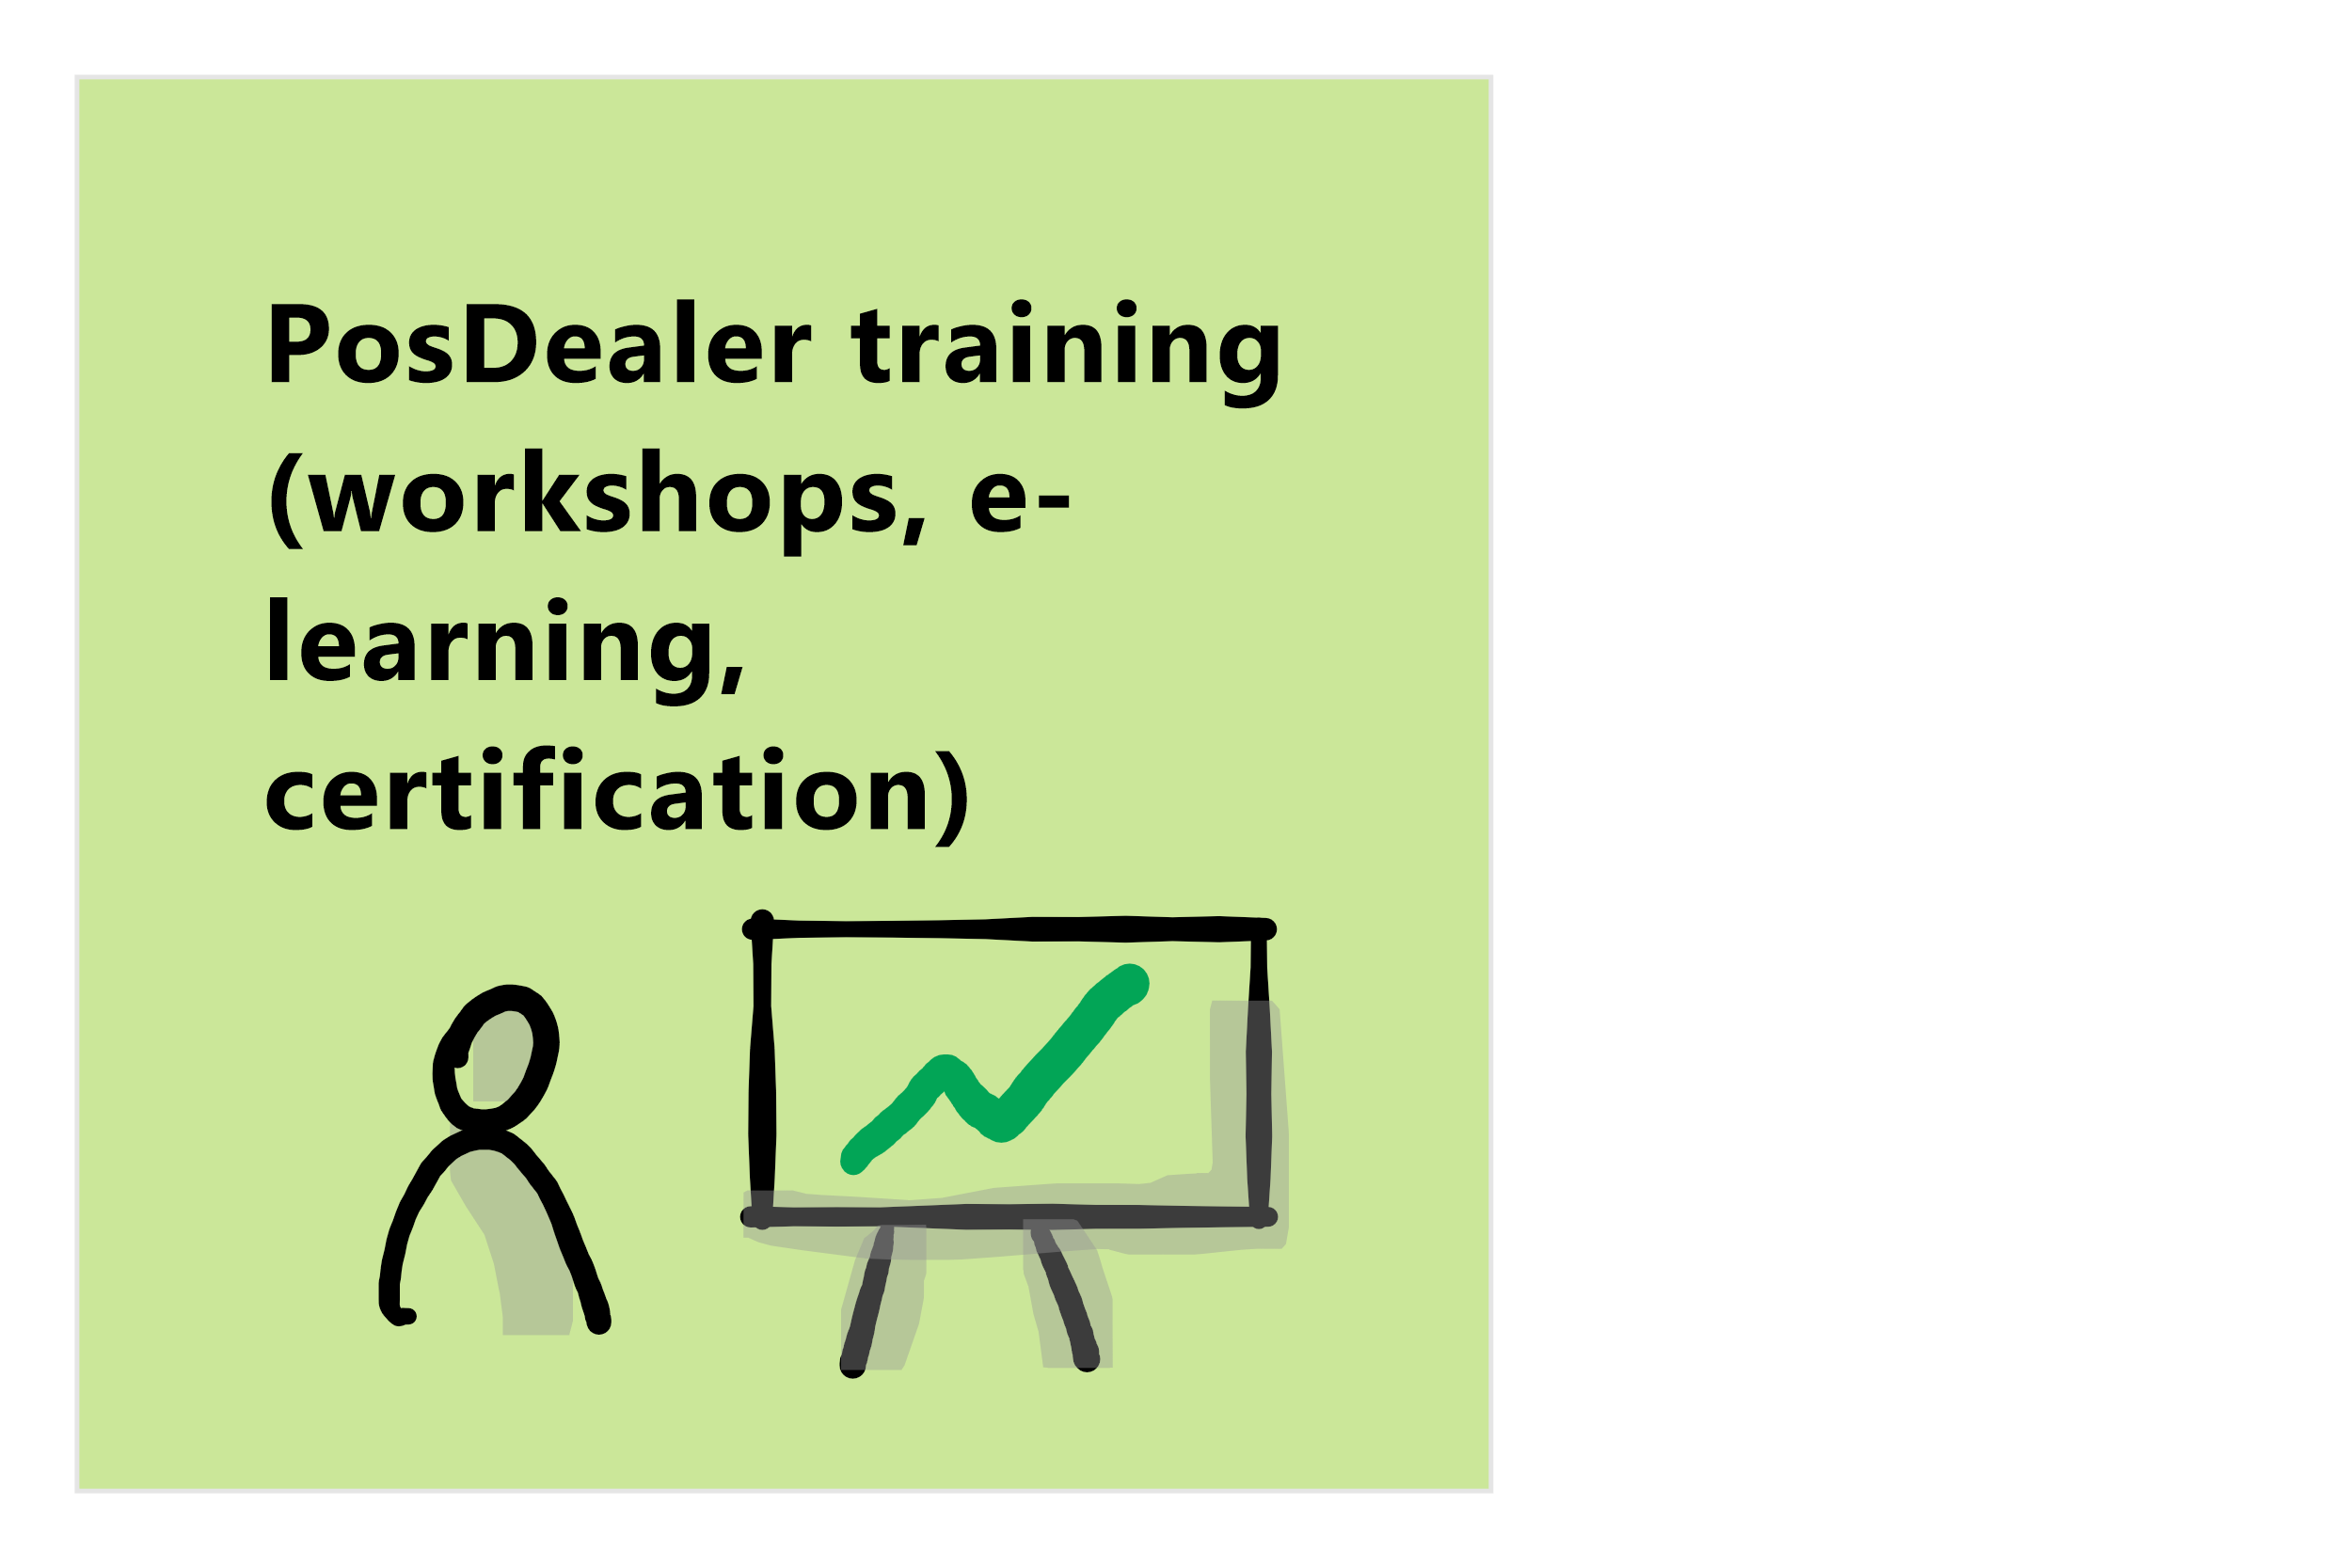 PosDealer training
(workshops, e-
learning,
certification)